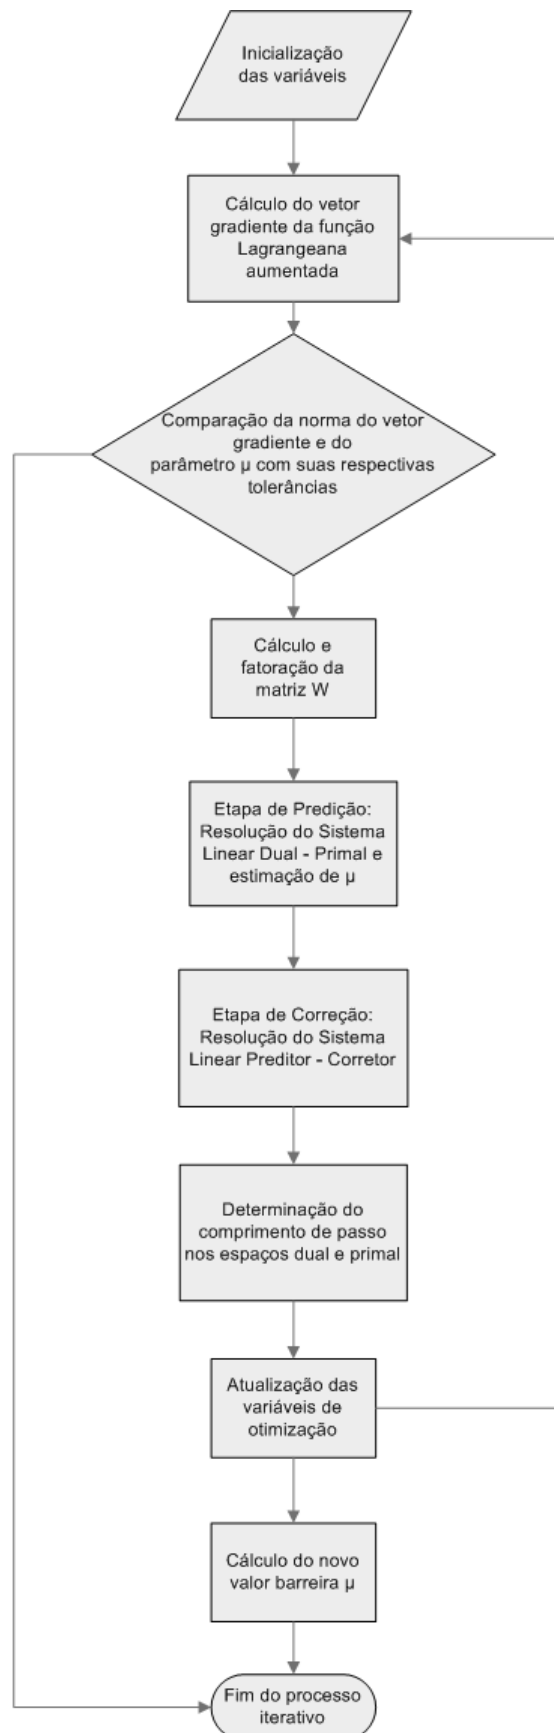 Inicialização
das variáveis
Cálculo do vetor
gradiente da função
Lagrangeana
aumentada
Comparação da norma do vetor
gradiente e do
parâmetro μ com suas respectivas
tolerâncias
Cálculo e
fatoração da
matriz W
Etapa de Predição:
Resolução do Sistema
Linear Dual - Primal e
estimação de μ
Etapa de Correção:
Resolução do Sistema
Linear Preditor - Corretor
Determinação do
comprimento de passo
nos espaços dual e primal
Atualização das
variáveis de
otimização
Cálculo do novo
valor barreira μ
Fim do processo
iterativo